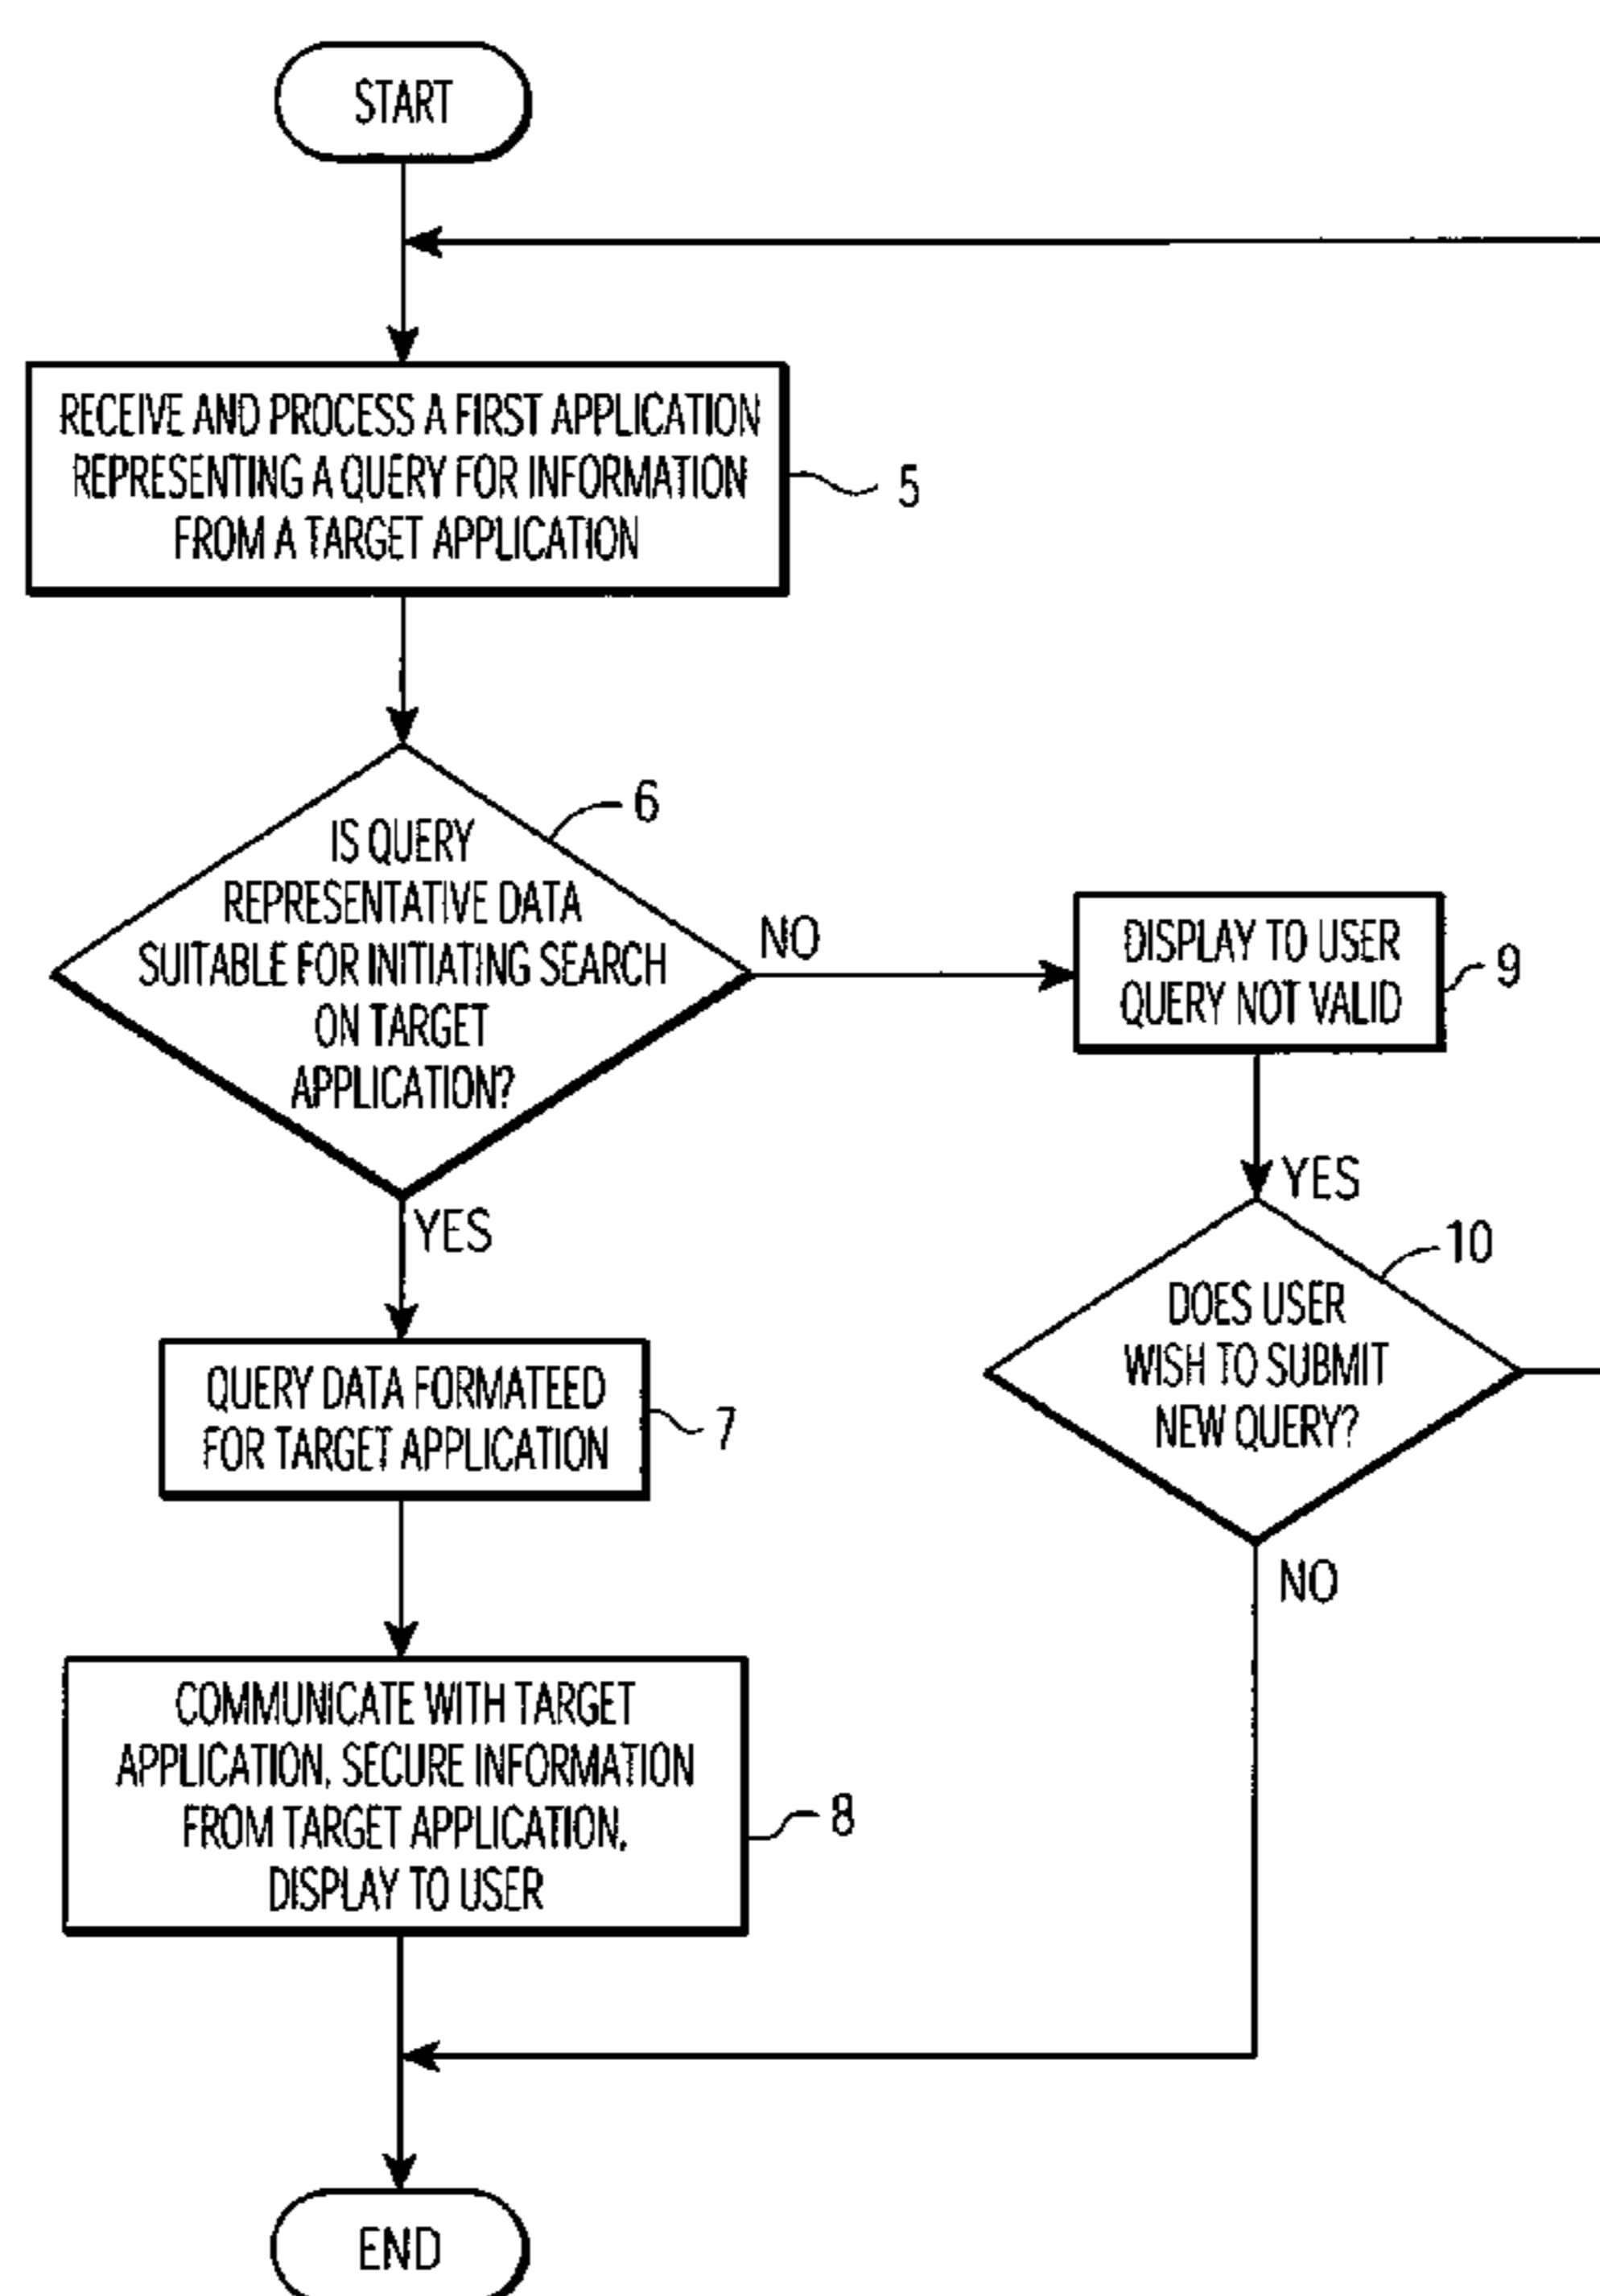 START
RECEIVE AND PROCESS A FIRST APPLICATION
REPRESENTING A QUERY FOR INFORMATION
FROM A TARGET APPLICATION
5
6
IS QUERY
REPRESENTATIVE DATA
SUITABLE FOR INITIATING SEARCH
ON TARGET
APPLICATION?
NO
YES
DISPLAY TO USER
QUERY NOT VALID
9
YES
10
DOES USER
WISH TO SUBMIT
NEW QUERY?
NO
QUERY DATA FORMATEED
FOR TARGET APPLICATION
7
COMMUNICATE WITH TARGET
APPLICATION, SECURE INFORMATION
FROM TARGET APPLICATION,
DISPLAY TO USER
8
END